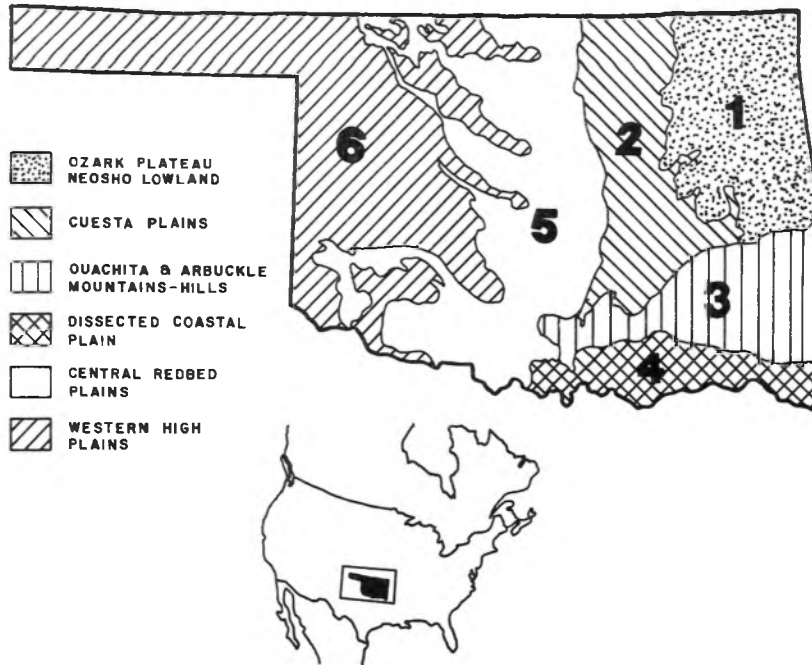 1
2
6
5
3
4
OZARK PLATEAU
NEOSHO LOWLAND
CUESTA PLAINS
OUACHITA & ARBUCKLE
MOUNTAINS-HILLS
DISSECTED COASTAL
PLAIN
CENTRAL REDBED
PLAINS
WESTERN HIGH
PLAINS